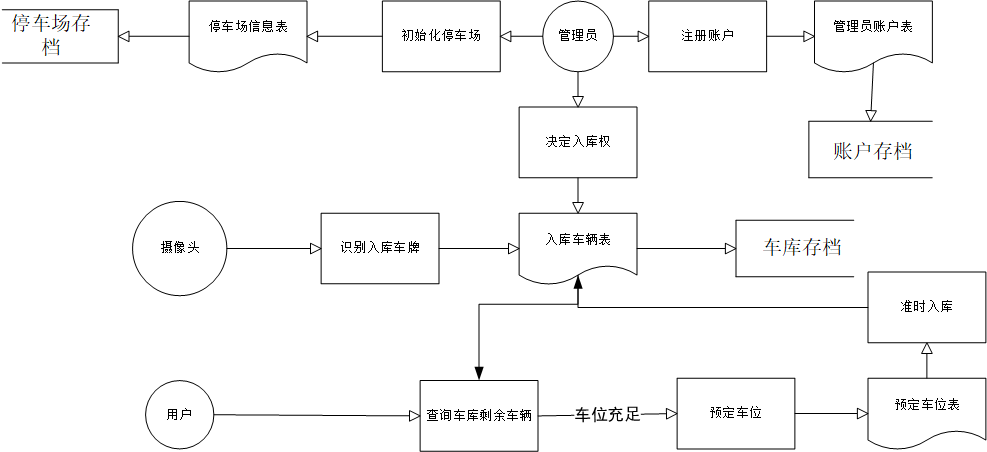 停车场存
档
停车场信息表
初始化停车场
管理员
注册账户
管理员账户表
决定入库权
账户存档
摄像头
识别入库车牌
入库车辆表
车库存档
准时入库
用户
查询车库剩余车辆
车位充足
预定车位
预定车位表